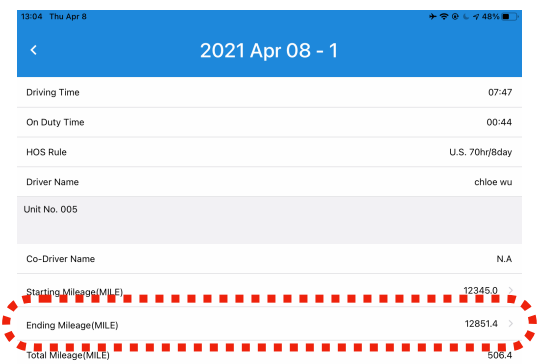 13:04 Thu Apr 8 48%
2021 Apr 08 - 1
Driving Time 07:47
On Duty Time 00:44
HOS Rule U.S. 70hr/8day
Driver Name chloe wu
Unit No. 005
Co-Driver Name N.A
Starting Mileage(MILE) 12345.0
Ending Mileage(MILE) 12851.4
Total Mileage(MILE) 506.4